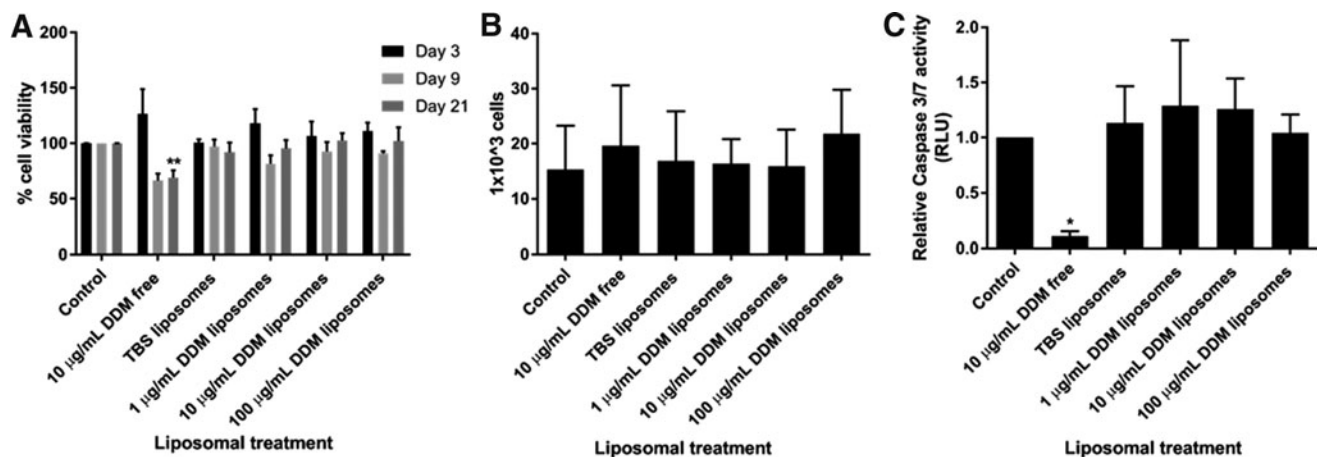 A
% cell viability
200
150
100
50
0
Day 3
Day 9
Day 21
**
Control
10 µg/mL DDM free
TBS liposomes
1 µg/mL DDM liposomes
10 µg/mL DDM liposomes
100 µg/mL DDM liposomes
Liposomal treatment
B
1x10^3 cells
40
30
20
10
0
Control
10 µg/mL DDM free
TBS liposomes
1 µg/mL DDM liposomes
10 µg/mL DDM liposomes
100 µg/mL DDM liposomes
Liposomal treatment
C
Relative Caspase 3/7 activity
(RLU)
2.0
1.5
1.0
0.5
0.0
*
Control
10 µg/mL DDM free
TBS liposomes
1 µg/mL DDM liposomes
10 µg/mL DDM liposomes
100 µg/mL DDM liposomes
Liposomal treatment